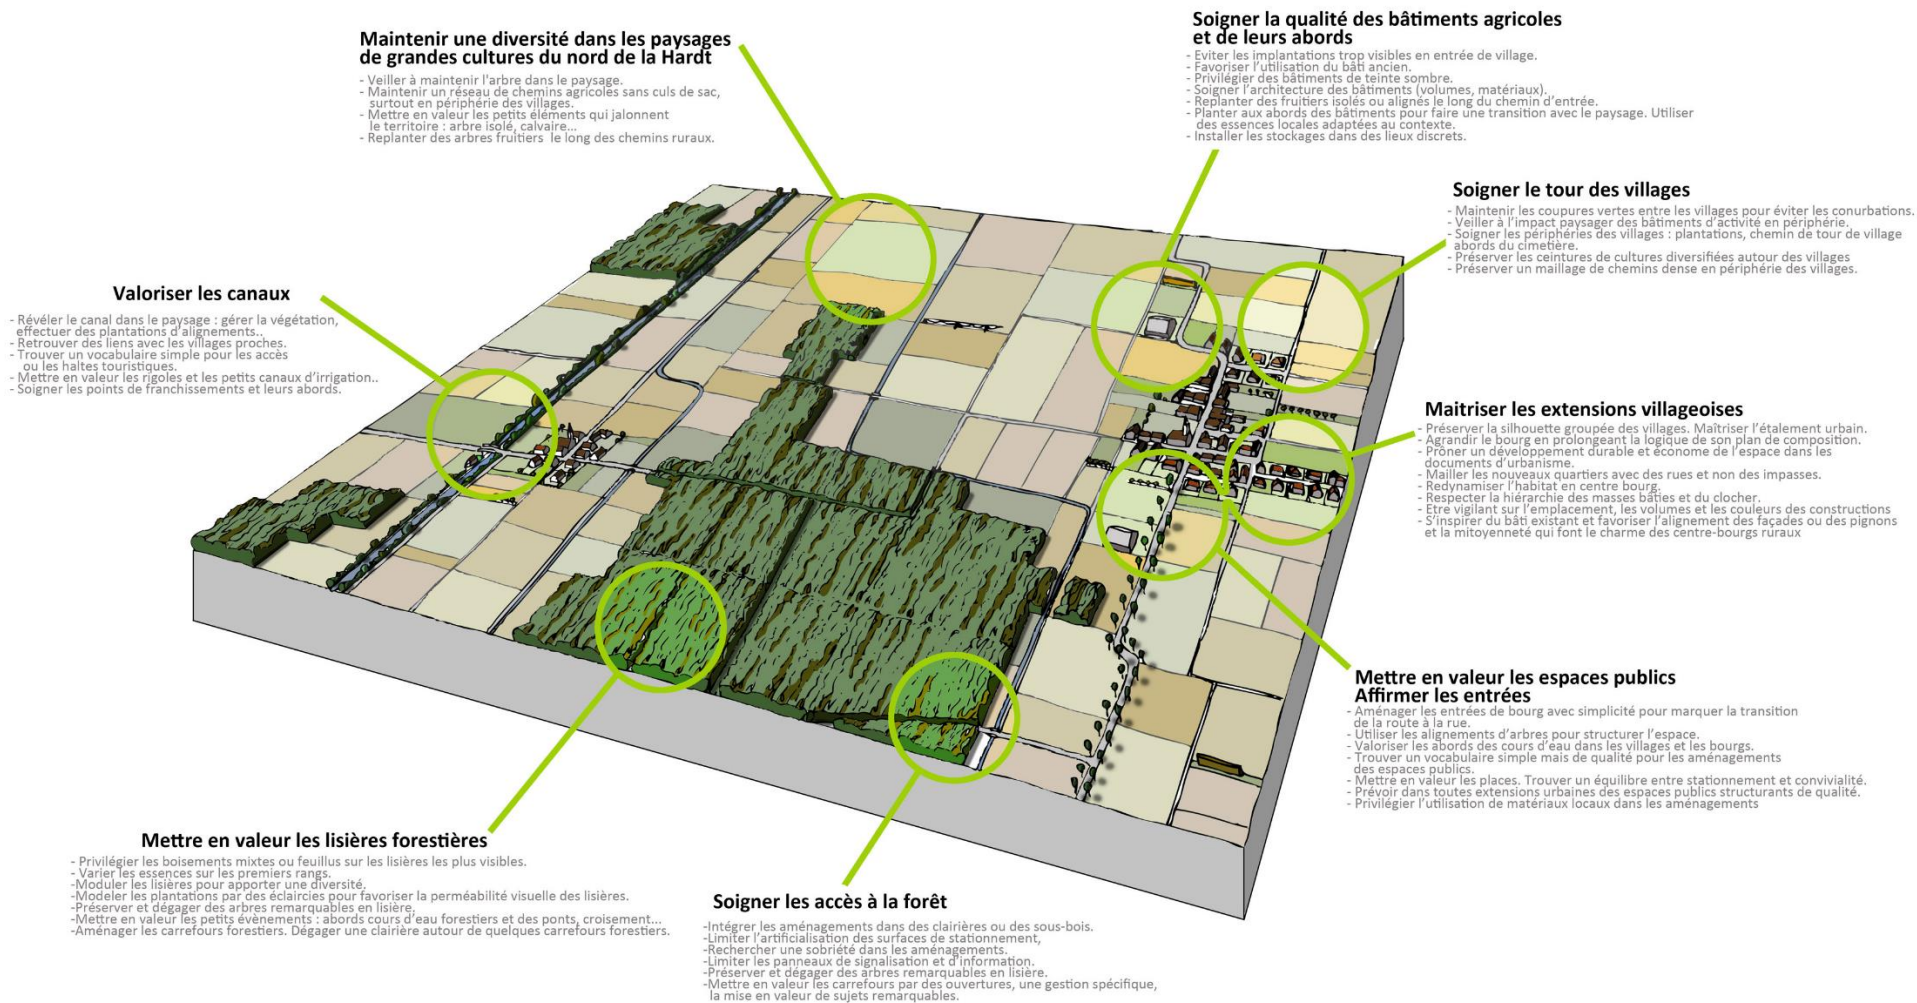 Maintenir une diversité dans les paysages
de grandes cultures du nord de la Hardt
- Veiller à maintenir l'arbre dans le paysage.
- Maintenir un réseau de chemins agricoles sans culs de sac,
surtout en périphérie des villages.
- Mettre en valeur les petits éléments qui jalonnent
le territoire : arbre isolé, calvaire...
- Replanter des arbres fruitiers le long des chemins ruraux.
Soigner la qualité des bâtiments agricoles
et de leurs abords
- Eviter les implantations trop visibles en entrée de village.
- Favoriser l'utilisation du bâti ancien.
- Privilégier des bâtiments de teinte sombre.
- Soigner l'architecture des bâtiments (volumes, matériaux).
- Replanter des fruitiers isolés ou alignés le long du chemin d'entrée.
- Planter aux abords des bâtiments pour faire une transition avec le paysage. Utiliser
des essences locales adaptées au contexte.
- Installer les stockages dans des lieux discrets.
Soigner le tour des villages
- Maintenir les coupures vertes entre les villages pour éviter les conurbations.
- Veiller à l'impact paysager des bâtiments d'activité en périphérie.
- Soigner les périphéries des villages : plantations, chemin de tour de village
abords du cimetière.
- Préserver les ceintures de cultures diversifiées autour des villages
- Préserver un maillage de chemins dense en périphérie des villages.
Valoriser les canaux
- Révéler le canal dans le paysage : gérer la végétation,
effectuer des plantations d'alignements..
- Retrouver des liens avec les villages proches.
- Trouver un vocabulaire simple pour les accès
ou les haltes touristiques.
- Mettre en valeur les rigoles et les petits canaux d'irrigation..
- Soigner les points de franchissements et leurs abords.
Maitriser les extensions villageoises
- Préserver la silhouette groupée des villages. Maîtriser l'étalement urbain.
- Agrandir le bourg en prolongeant la logique de son plan de composition.
- Prôner un développement durable et économe de l'espace dans les
documents d'urbanisme.
- Mailler les nouveaux quartiers avec des rues et non des impasses.
- Redynamiser l'habitat en centre bourg.
- Respecter la hiérarchie des masses bâties et du clocher.
- Etre vigilant sur l'emplacement, les volumes et les couleurs des constructions
- S'inspirer du bâti existant et favoriser l'alignement des façades ou des pignons
et la mitoyenneté qui font le charme des centre-bourgs ruraux
Mettre en valeur les espaces publics
Affirmer les entrées
- Aménager les entrées de bourg avec simplicité pour marquer la transition
de la route à la rue.
- Utiliser les alignements d'arbres pour structurer l'espace.
- Valoriser les abords des cours d'eau dans les villages et les bourgs.
- Trouver un vocabulaire simple mais de qualité pour les aménagements
des espaces publics.
- Mettre en valeur les places. Trouver un équilibre entre stationnement et convivialité.
- Prévoir dans toutes extensions urbaines des espaces publics structurants de qualité.
- Privilégier l'utilisation de matériaux locaux dans les aménagements
Mettre en valeur les lisières forestières
- Privilégier les boisements mixtes ou feuillus sur les lisières les plus visibles.
- Varier les essences sur les premiers rangs.
-Moduler les lisières pour apporter une diversité.
-Modeler les plantations par des éclaircies pour favoriser la perméabilité visuelle des lisières.
-Préserver et dégager des arbres remarquables en lisière.
-Mettre en valeur les petits évènements : abords cours d'eau forestiers et des ponts, croisement...
-Aménager les carrefours forestiers. Dégager une clairière autour de quelques carrefours forestiers.
Soigner les accès à la forêt
-Intégrer les aménagements dans des clairières ou des sous-bois.
-Limiter l'artificialisation des surfaces de stationnement,
-Rechercher une sobriété dans les aménagements.
-Limiter les panneaux de signalisation et d'information.
-Préserver et dégager des arbres remarquables en lisière.
-Mettre en valeur les carrefours par des ouvertures, une gestion spécifique,
la mise en valeur de sujets remarquables.